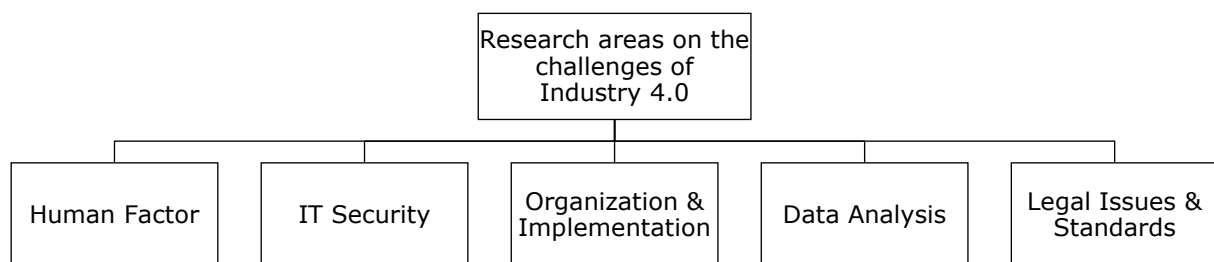 Research areas on the
challenges of
Industry 4.0
Human Factor
IT Security
Organization &
Implementation
Data Analysis
Legal Issues &
Standards